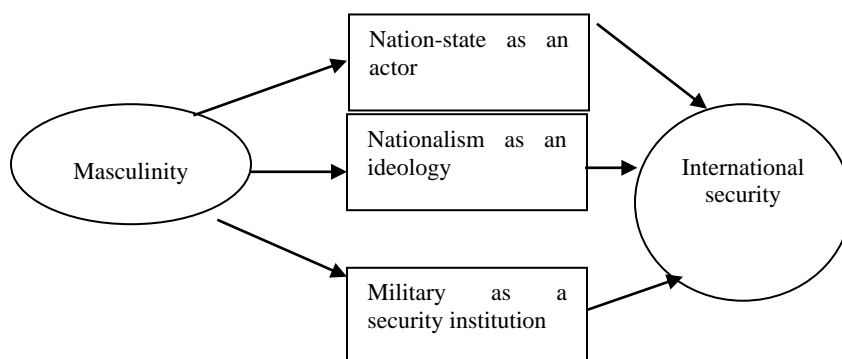 Nation-state as an
actor
Masculinity
Nationalism as an
ideology
International
security
Military as a
security institution